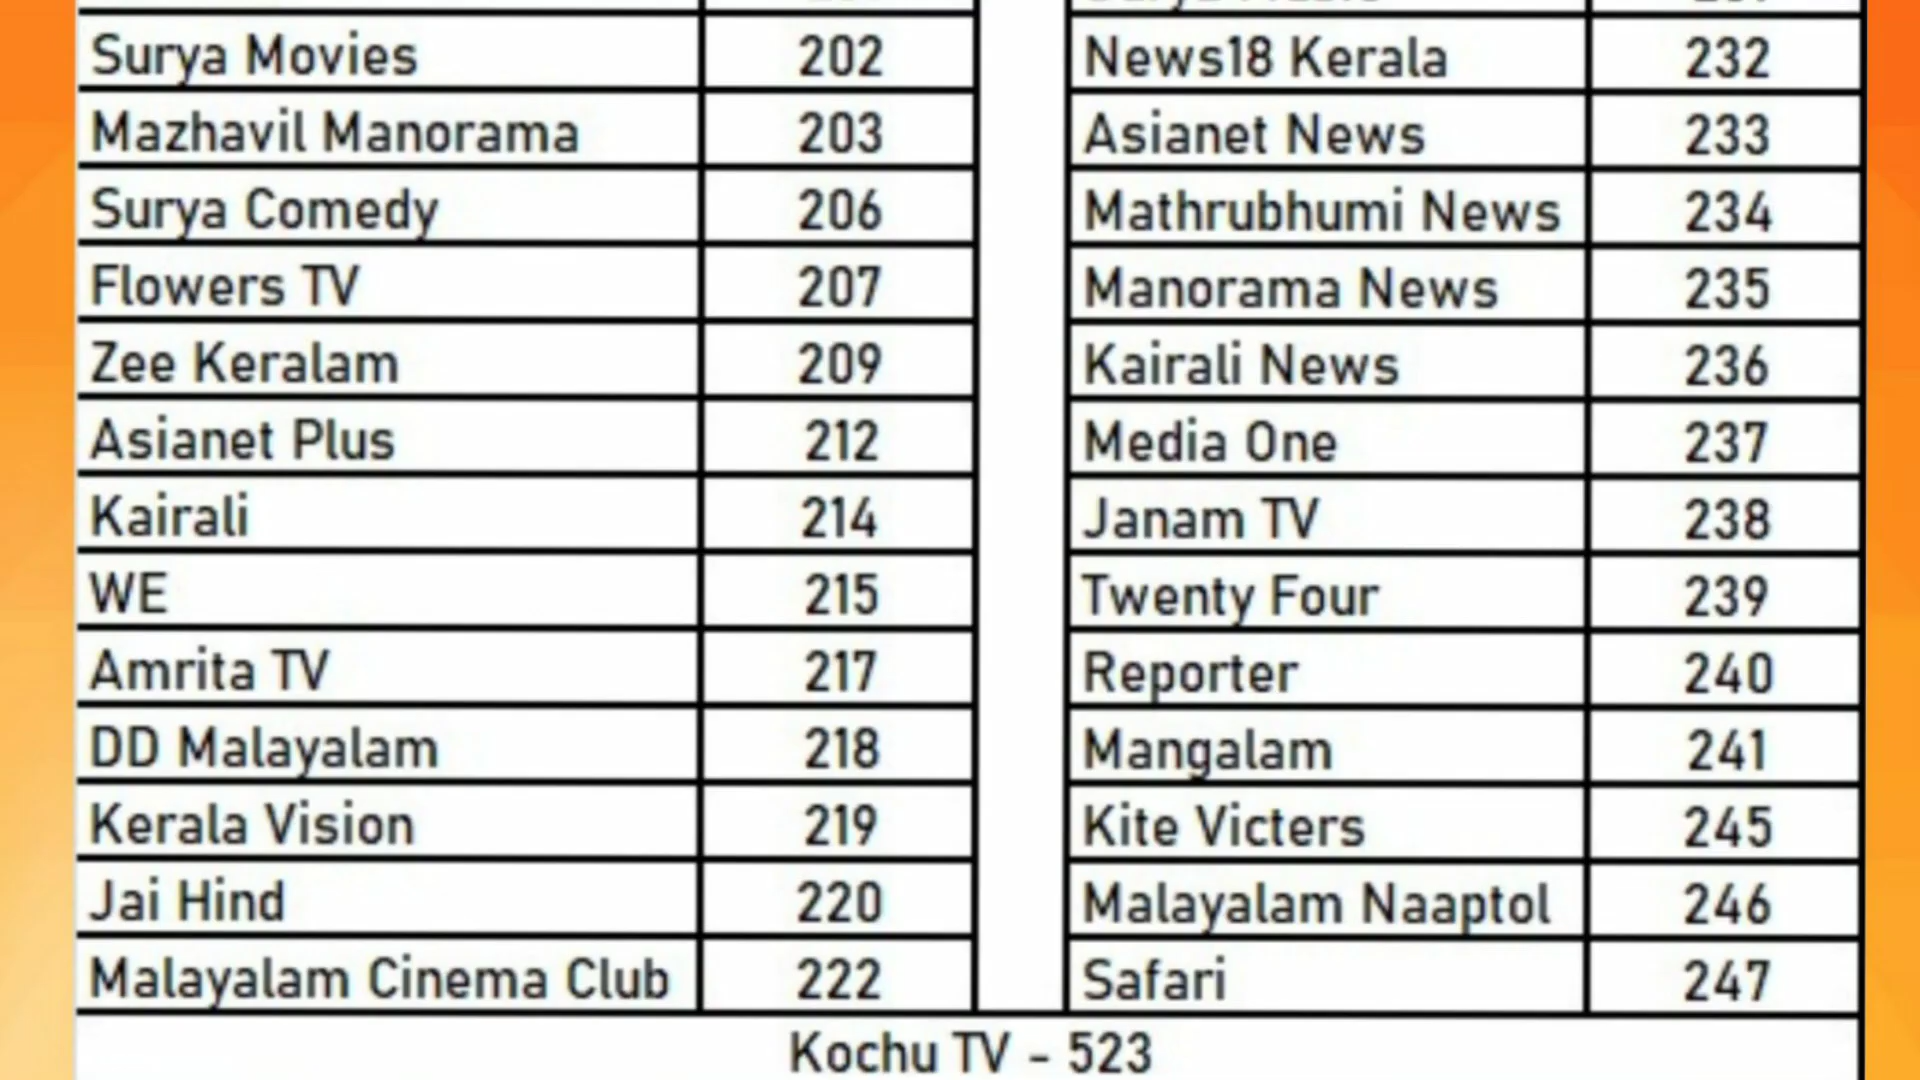 Surya Movies 202
Mazhavil Manorama 203
Surya Comedy 206
Flowers TV 207
Zee Keralam 209
Asianet Plus 212
Kairali 214
WE 215
Amrita TV 217
DD Malayalam 218
Kerala Vision 219
Jai Hind 220
Malayalam Cinema Club 222
News18 Kerala 232
Asianet News 233
Mathrubhumi News 234
Manorama News 235
Kairali News 236
Media One 237
Janam TV 238
Twenty Four 239
Reporter 240
Mangalam 241
Kite Victers 245
Malayalam Naaptol 246
Safari 247
Kochu TV - 523